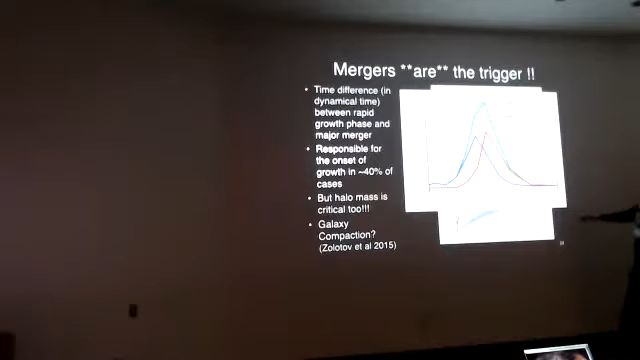 Mergers **are** the trigger !!
• Time difference (in
dynamical time)
between rapid
growth phase and
major merger
• Responsible for
the onset of
growth in ~40% of
cases
• But halo mass is
critical too!!!
• Galaxy
Compaction?
(Zolotov et al 2015)